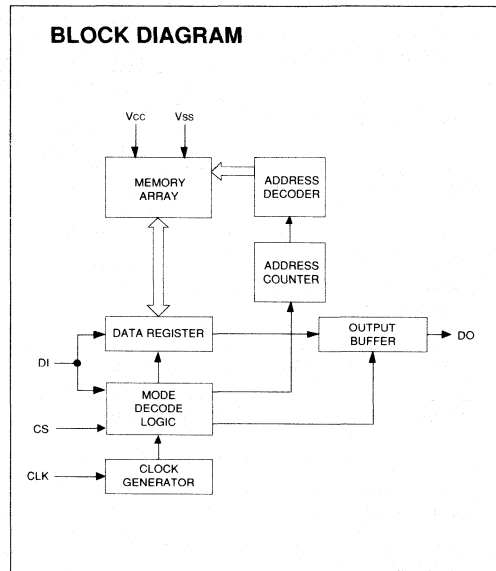 BLOCK DIAGRAM
Vcc Vss
MEMORY
ARRAY
ADDRESS
DECODER
ADDRESS
COUNTER
DATA REGISTER
OUTPUT
BUFFER
DO
DI
MODE
DECODE
LOGIC
CS
CLK
CLOCK
GENERATOR